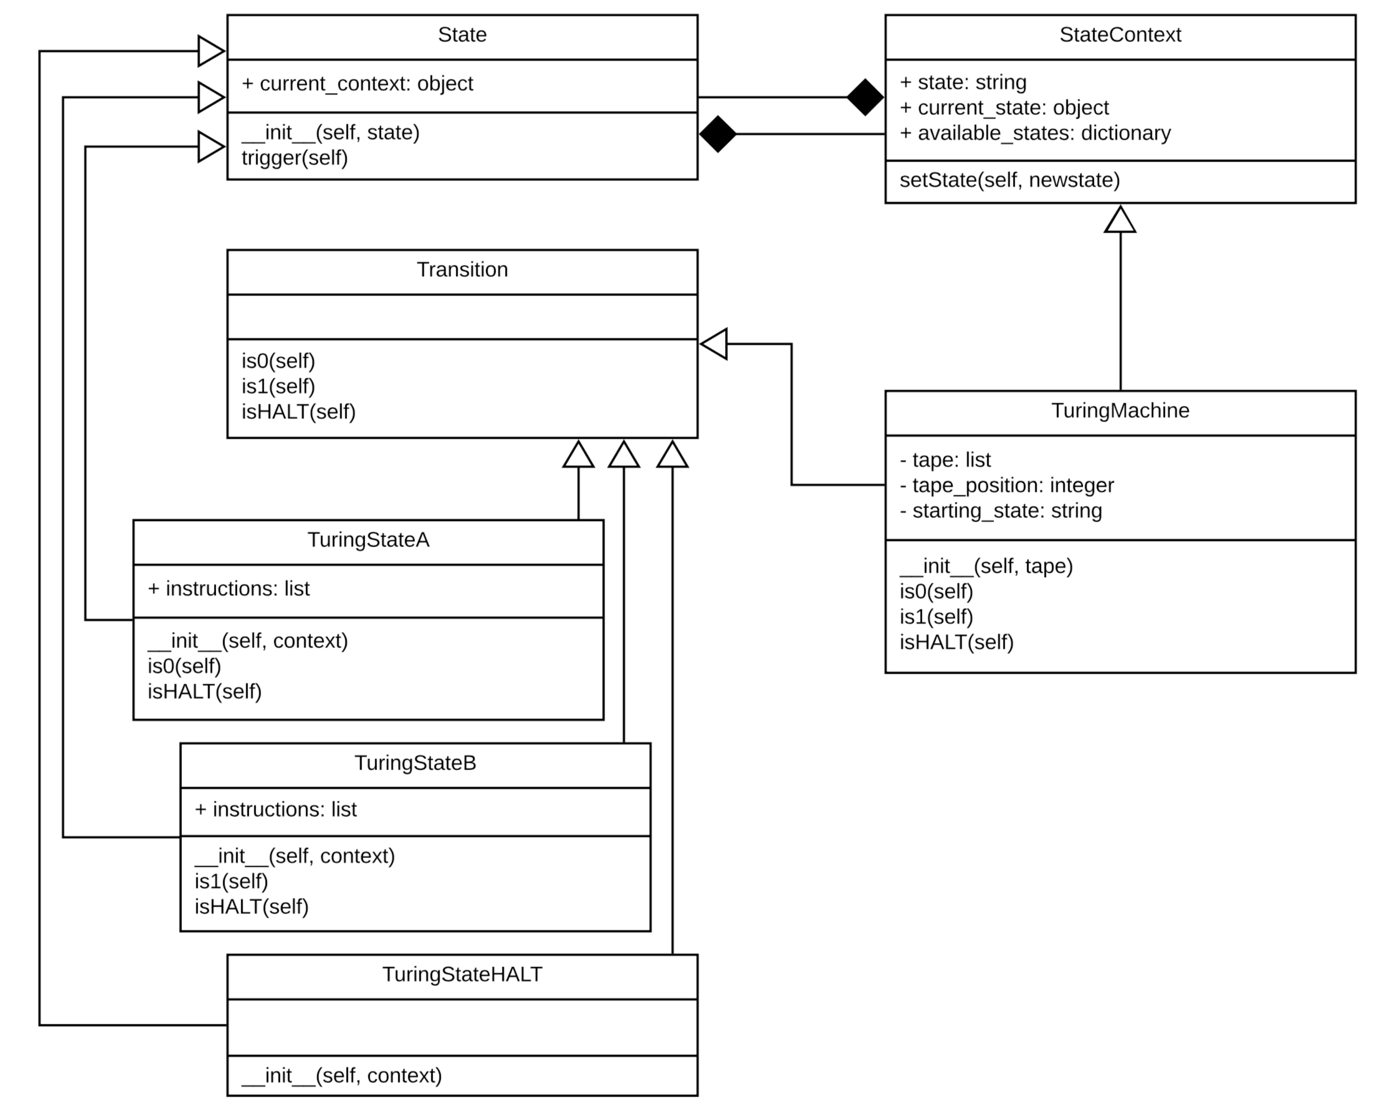 State
+ current_context: object
__init__(self, state)
trigger(self)
StateContext
+ state: string
+ current_state: object
+ available_states: dictionary
setState(self, newstate)
Transition
is0(self)
is1(self)
isHALT(self)
TuringMachine
- tape: list
- tape_position: integer
- starting_state: string
__init__(self, tape)
is0(self)
is1(self)
isHALT(self)
TuringStateA
+ instructions: list
__init__(self, context)
is0(self)
isHALT(self)
TuringStateB
+ instructions: list
__init__(self, context)
is1(self)
isHALT(self)
TuringStateHALT
__init__(self, context)